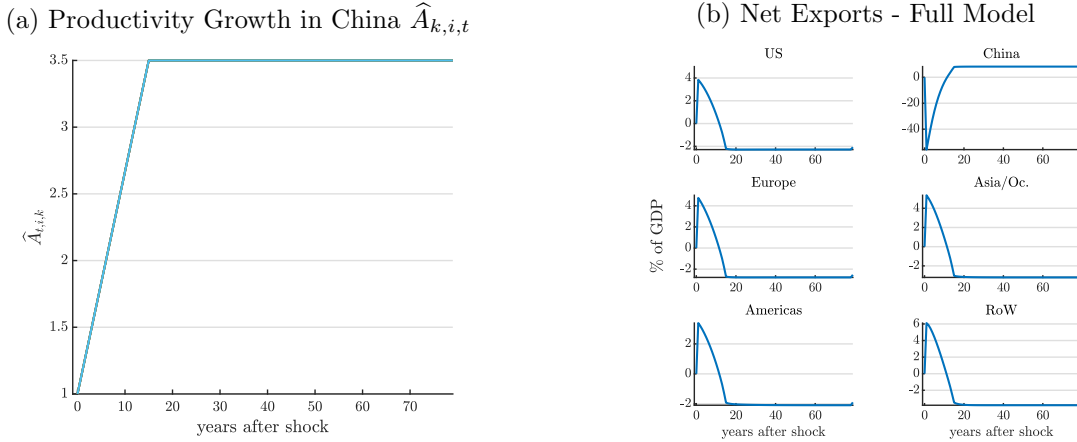 (a) Productivity Growth in China Â_{k,i,t}
3.5
3
2.5
2
1.5
1
Â_{t,i,k}
0 10 20 30 40 50 60 70
years after shock
(b) Net Exports - Full Model
% of GDP
US
4
2
0
-2
0 20 40 60
China
0
-20
-40
0 20 40 60
Europe
4
2
0
-2
0 20 40 60
Asia/Oc.
4
2
0
-2
0 20 40 60
Americas
2
0
-2
0 20 40 60
years after shock
RoW
6
4
2
0
-2
0 20 40 60
years after shock